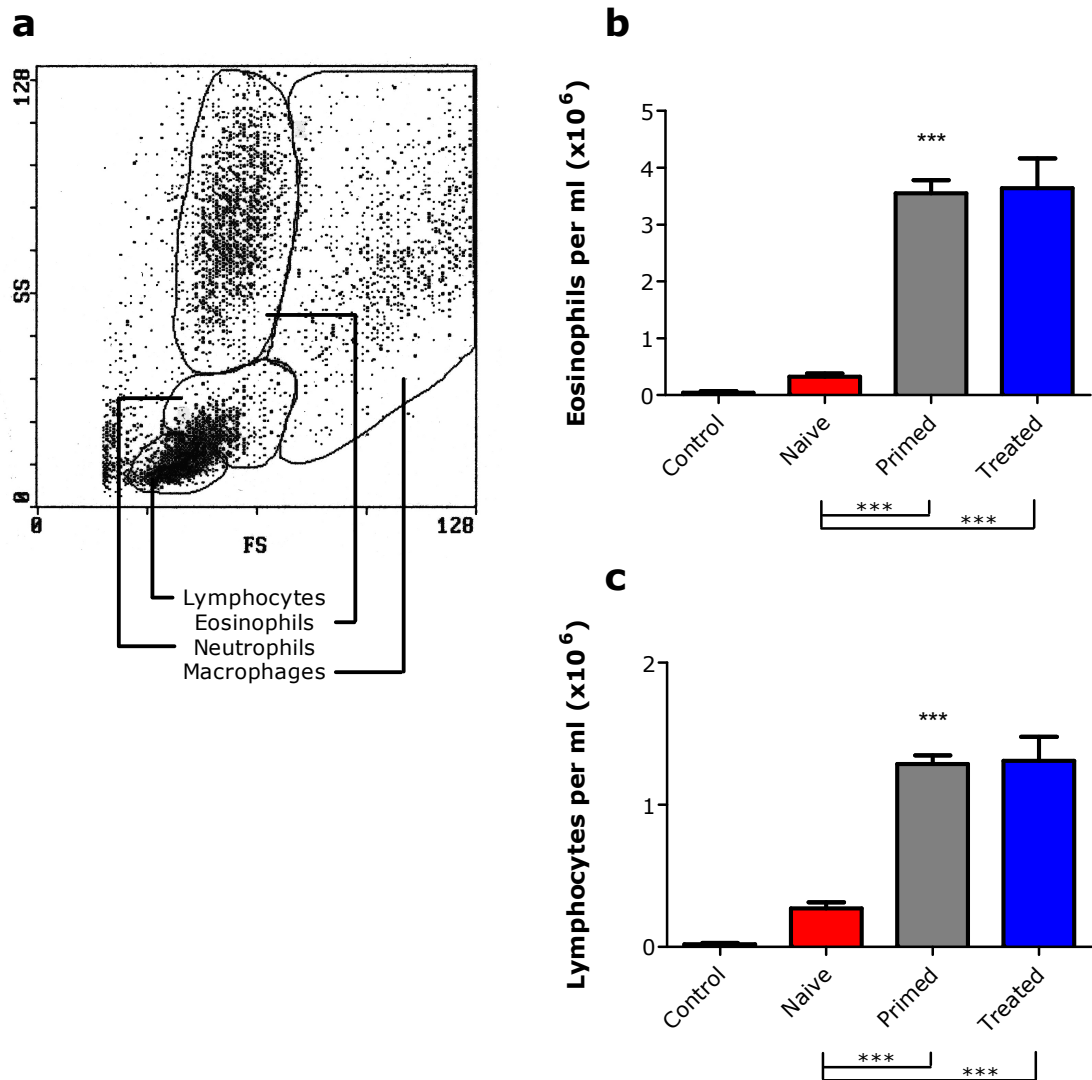 a
128
SS
0
0
128
FS
Lymphocytes
Eosinophils
Neutrophils
Macrophages
b
Eosinophils per ml (x10⁶)
5
4
3
2
1
0
***
Control
Naive
Primed
Treated
***
***
c
Lymphocytes per ml (x10⁶)
2
1
0
***
Control
Naive
Primed
Treated
***
***